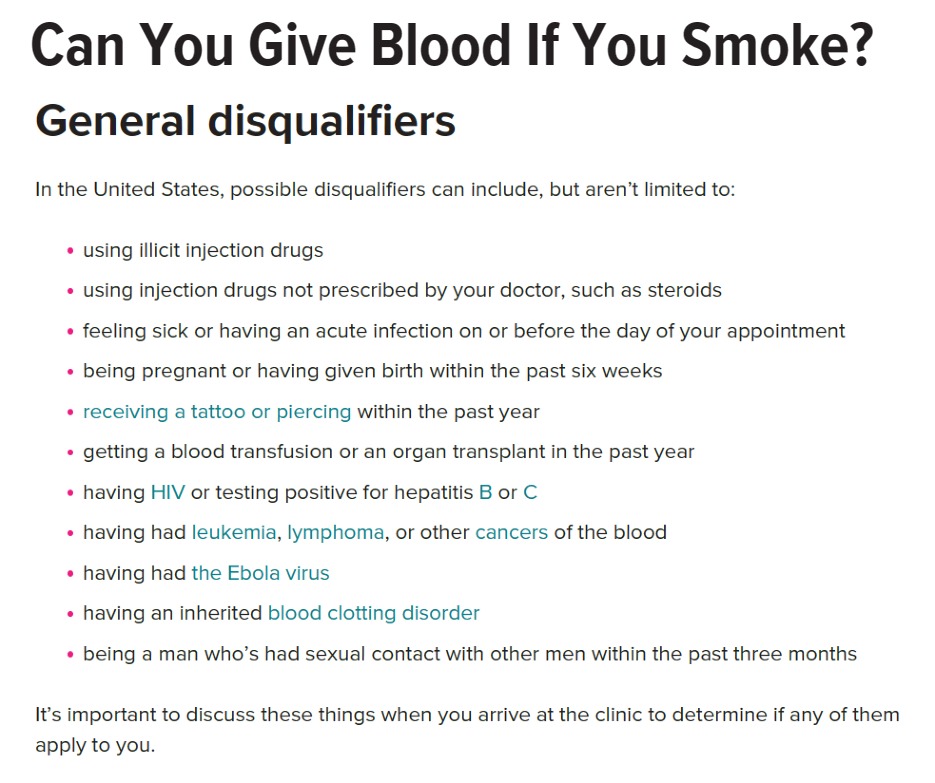 Can You Give Blood If You Smoke?
General disqualifiers
In the United States, possible disqualifiers can include, but aren’t limited to:
• using illicit injection drugs
• using injection drugs not prescribed by your doctor, such as steroids
• feeling sick or having an acute infection on or before the day of your appointment
• being pregnant or having given birth within the past six weeks
• receiving a tattoo or piercing within the past year
• getting a blood transfusion or an organ transplant in the past year
• having HIV or testing positive for hepatitis B or C
• having had leukemia, lymphoma, or other cancers of the blood
• having had the Ebola virus
• having an inherited blood clotting disorder
• being a man who’s had sexual contact with other men within the past three months
It’s important to discuss these things when you arrive at the clinic to determine if any of them
apply to you.